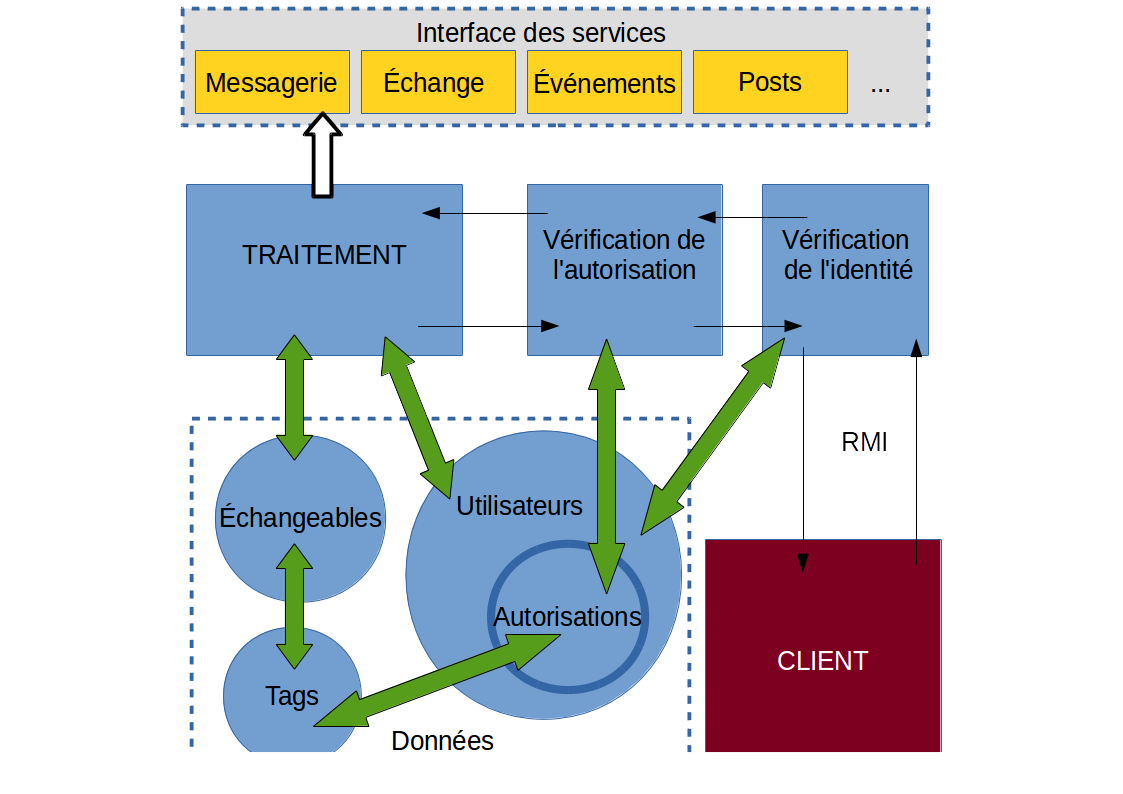 Interface des services
Messagerie
Échange
Événements
Posts
...
TRAITEMENT
Vérification de
l'autorisation
Vérification
de l'identité
RMI
Utilisateurs
Échangeables
Autorisations
CLIENT
Tags
Données